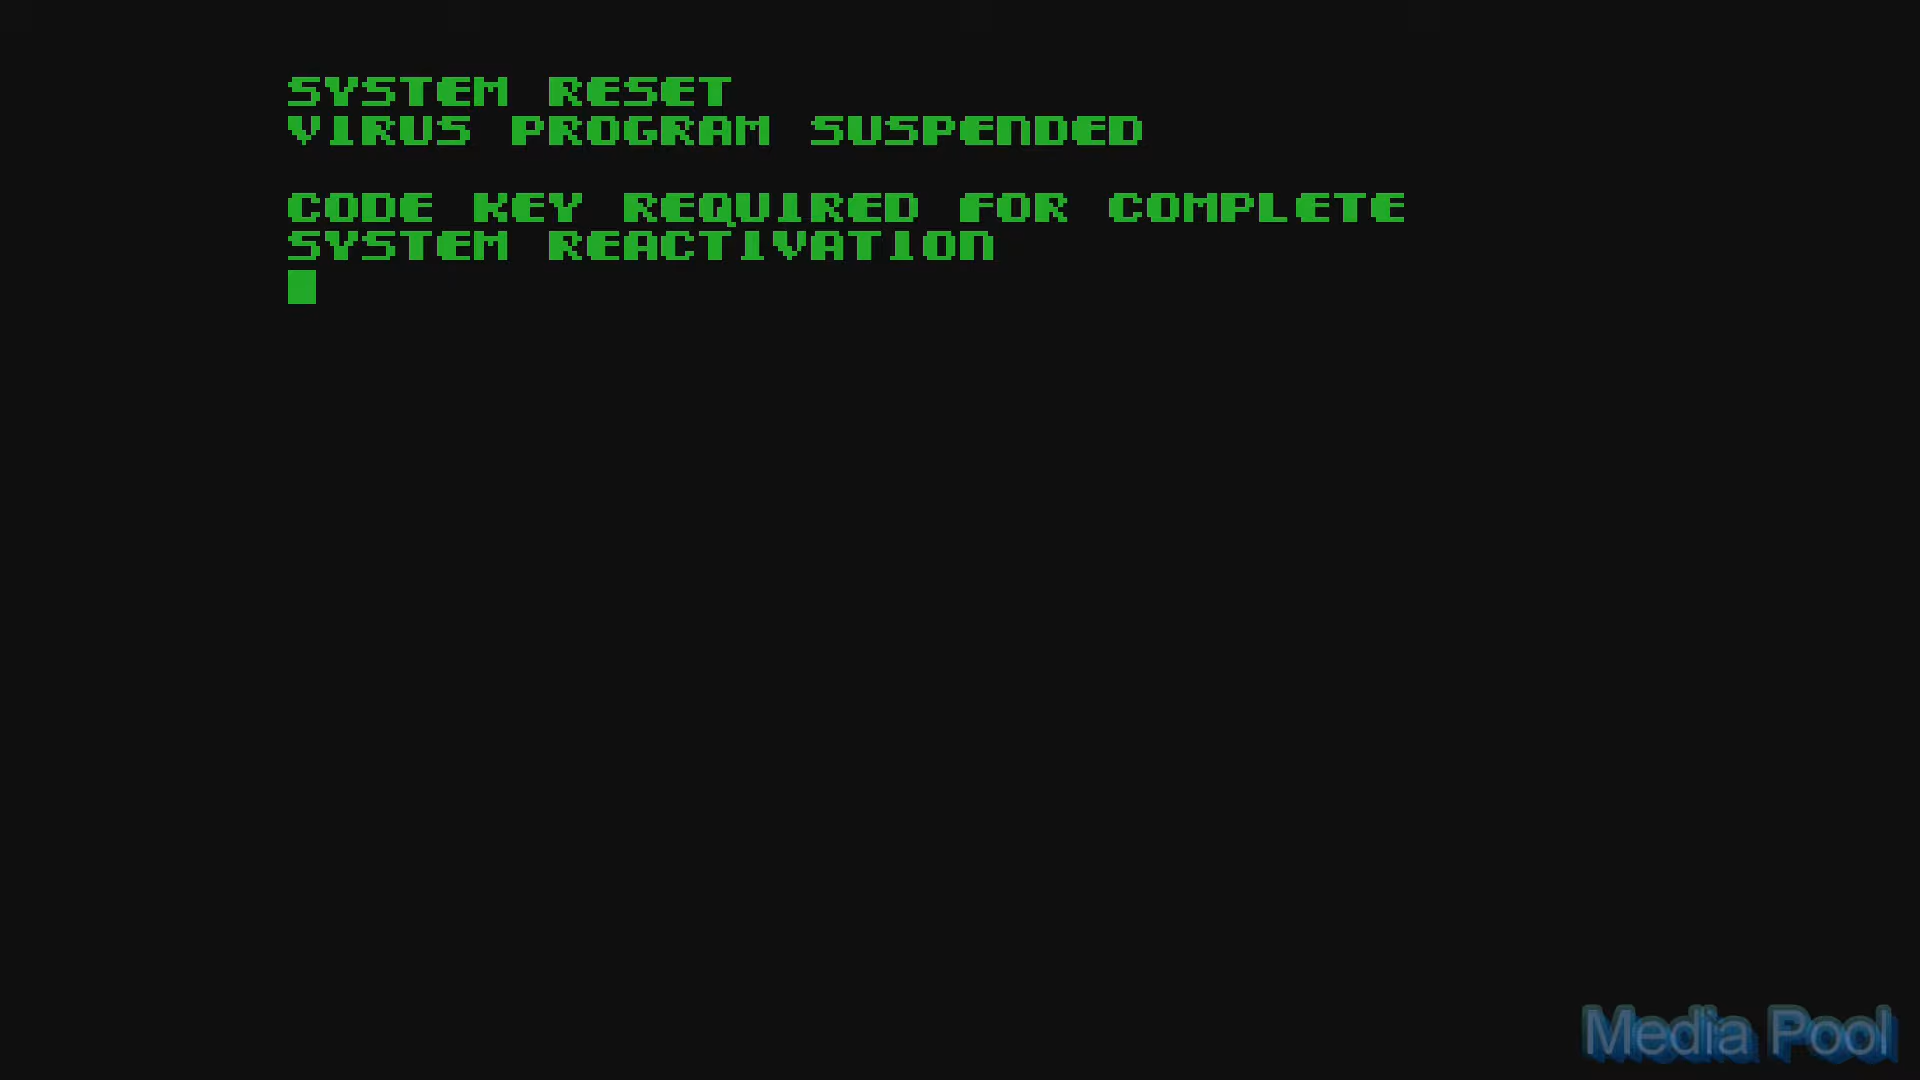 SYSTEM RESET
VIRUS PROGRAM SUSPENDED
CODE KEY REQUIRED FOR COMPLETE
SYSTEM REACTIVATION
Media Pool